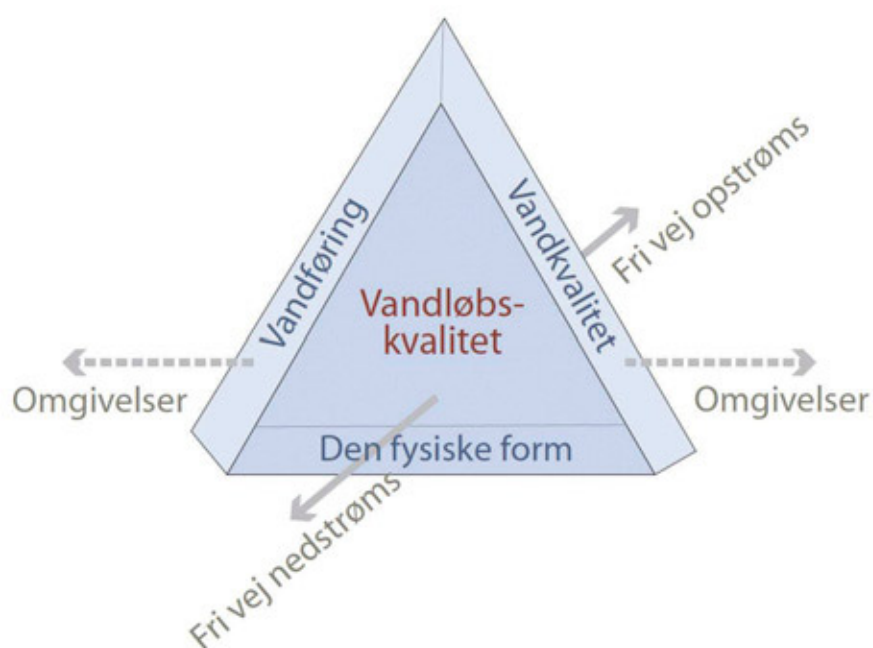 Fri vej opstrøms
Vandføring
Vandkvalitet
Vandløbs-
kvalitet
Omgivelser
Omgivelser
Den fysiske form
Fri vej nedstrøms